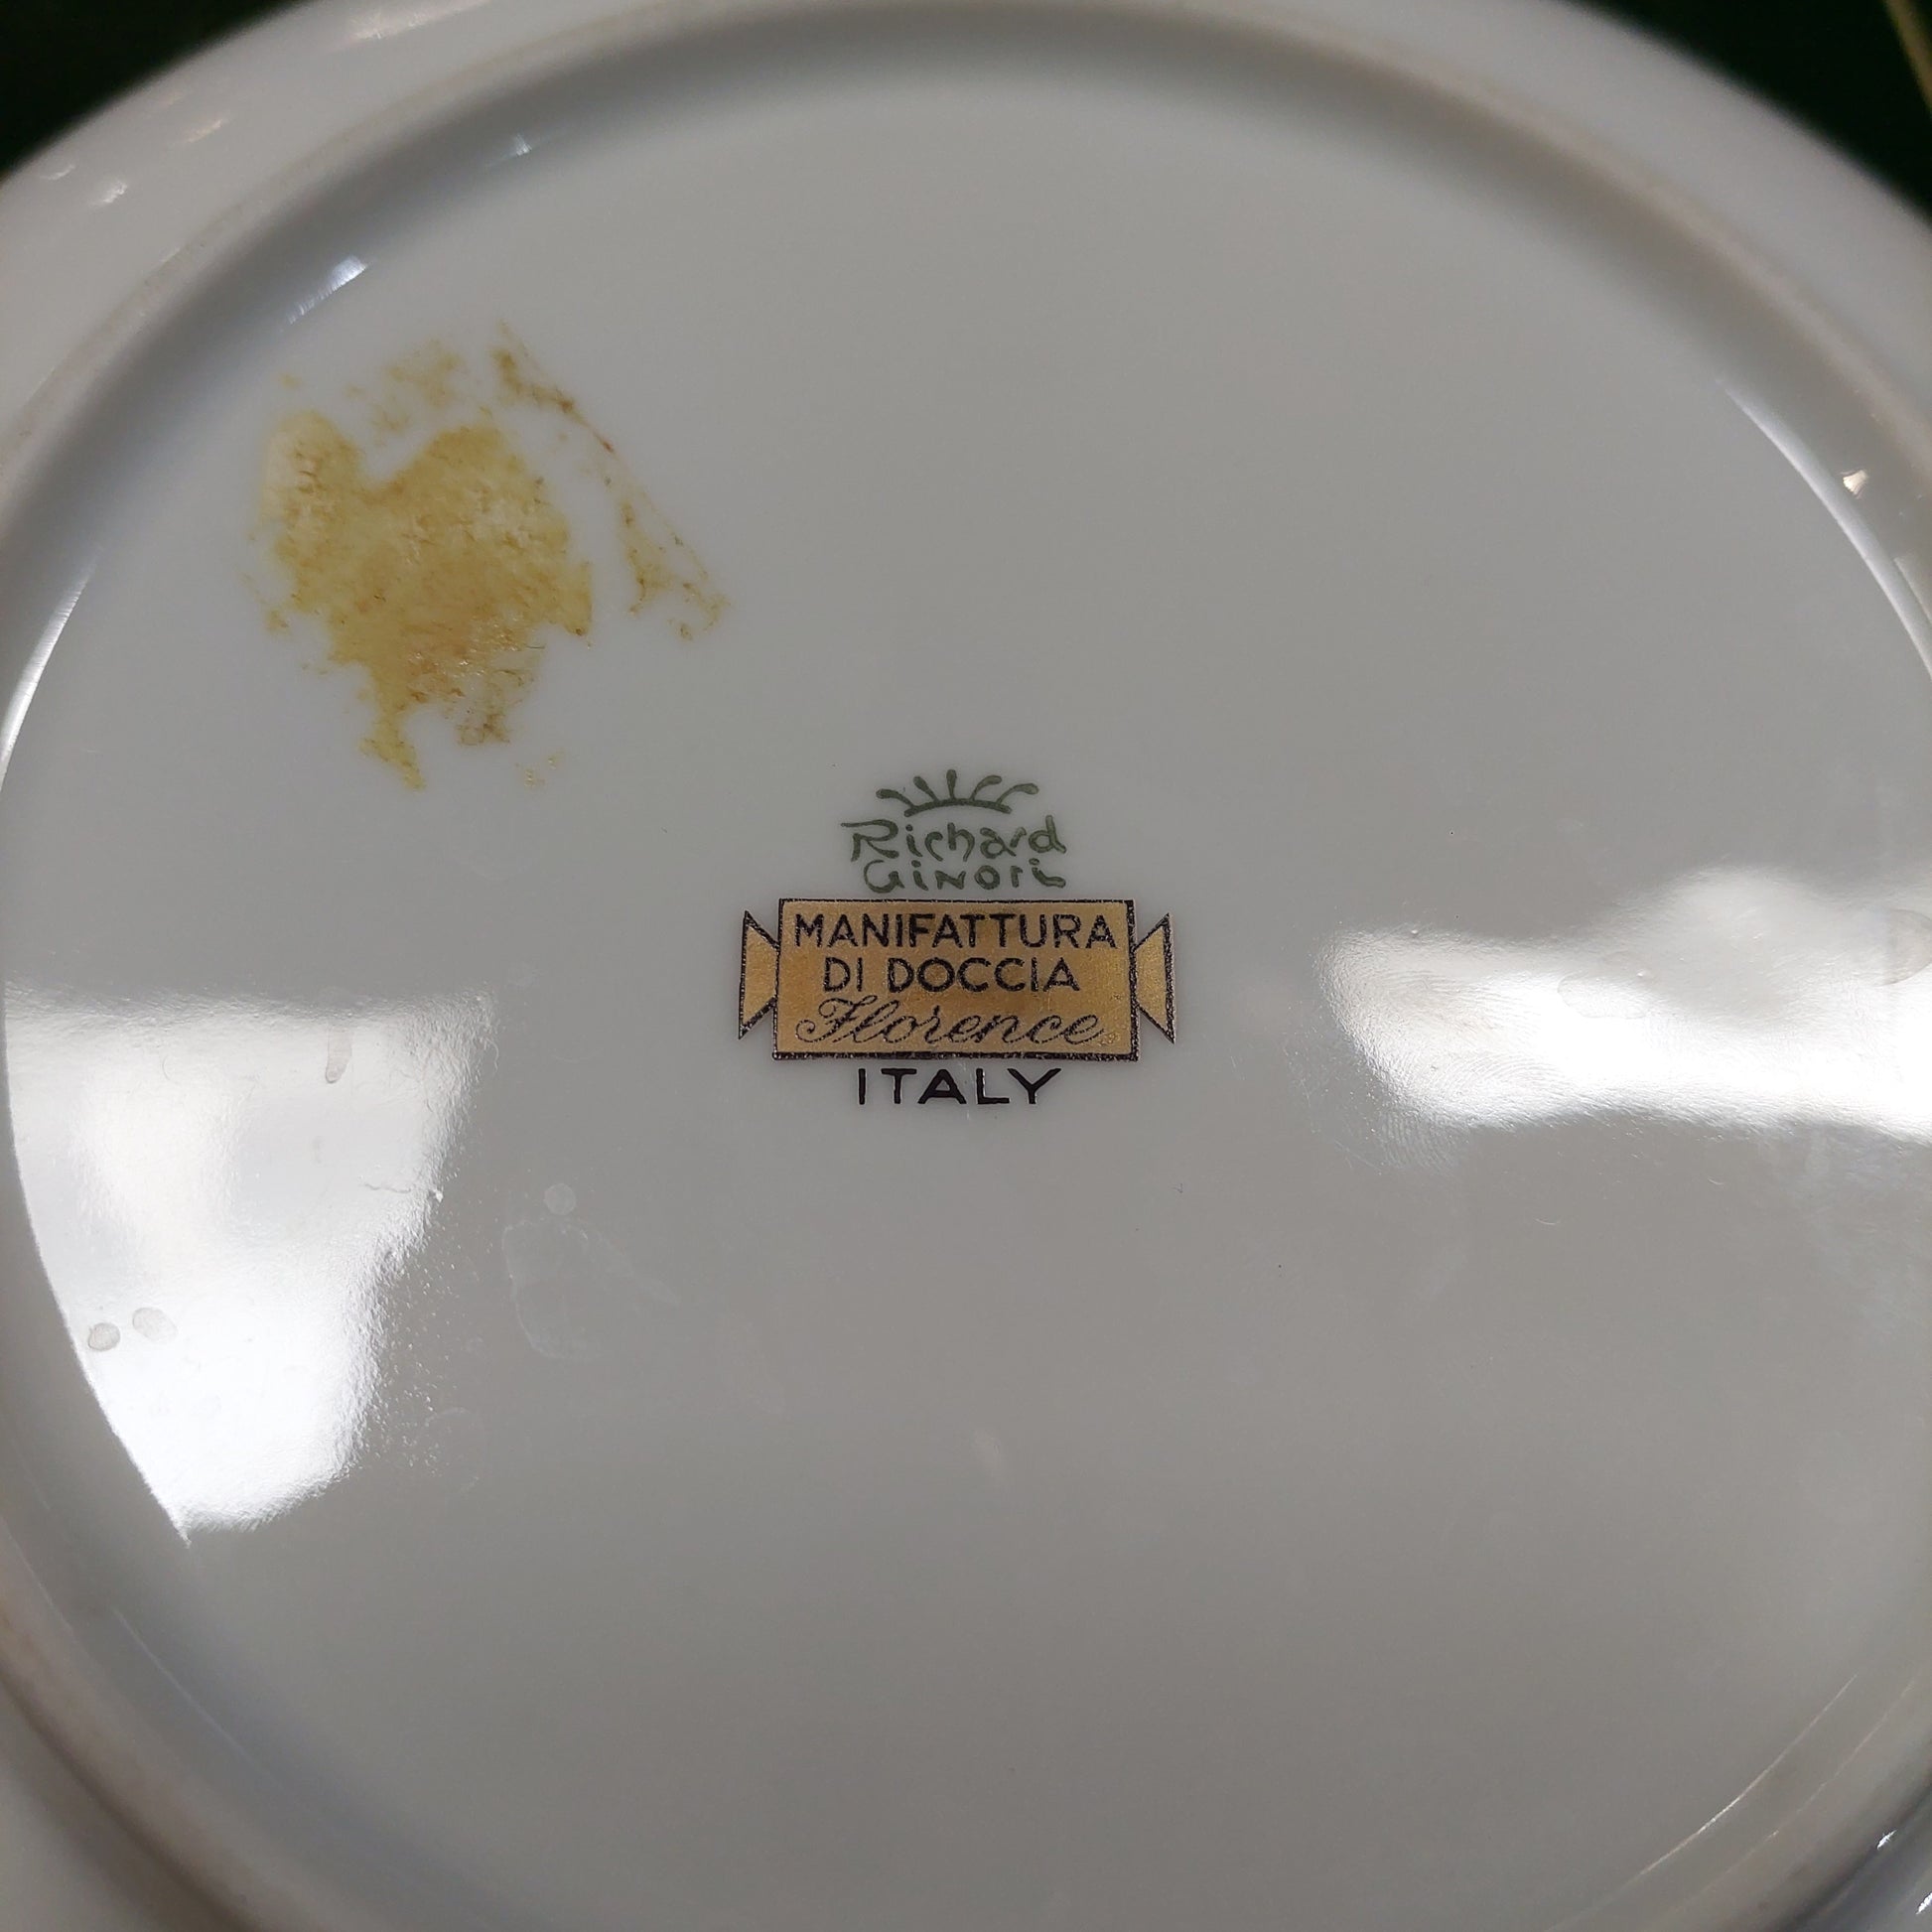 Richard
GiNori
MANIFATTURA
DI DOCCIA
Florence
ITALY